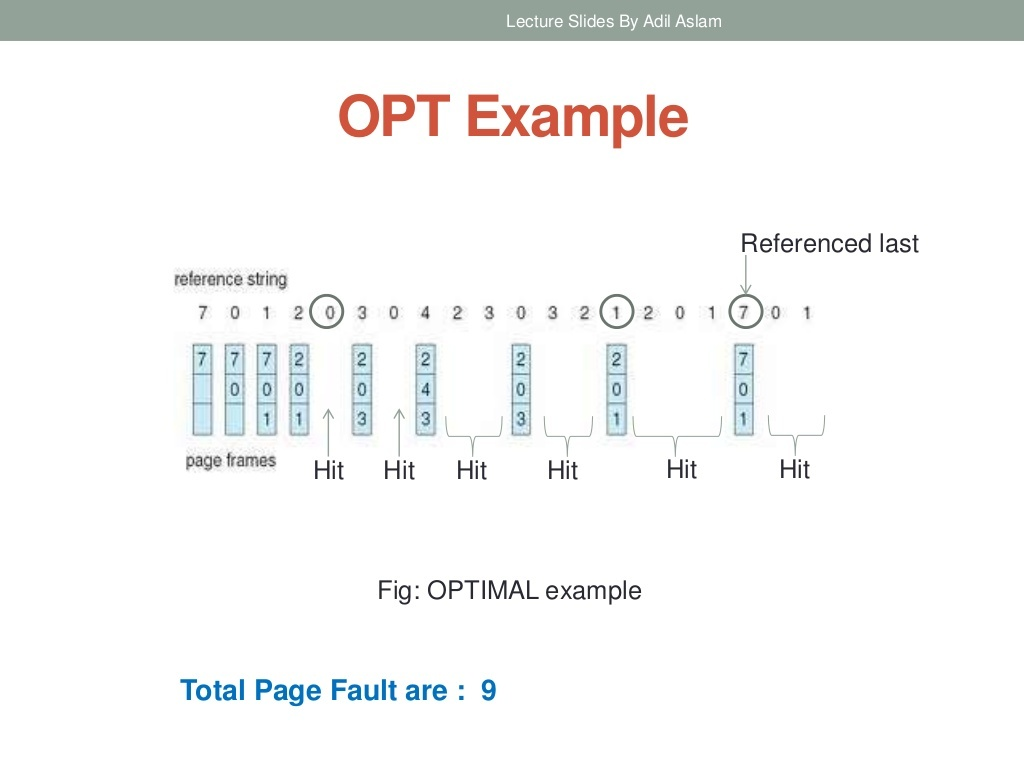 Lecture Slides By Adil Aslam
OPT Example
Referenced last
reference string
7 0 1 2 0 3 0 4 2 3 0 3 2 1 2 0 1 7 0 1
7 7 7 2 2 2 2 2 7
0 0 0 0 4 0 0 0
1 1 3 3 3 1 1
page frames
Hit Hit Hit Hit Hit Hit
Fig: OPTIMAL example
Total Page Fault are : 9